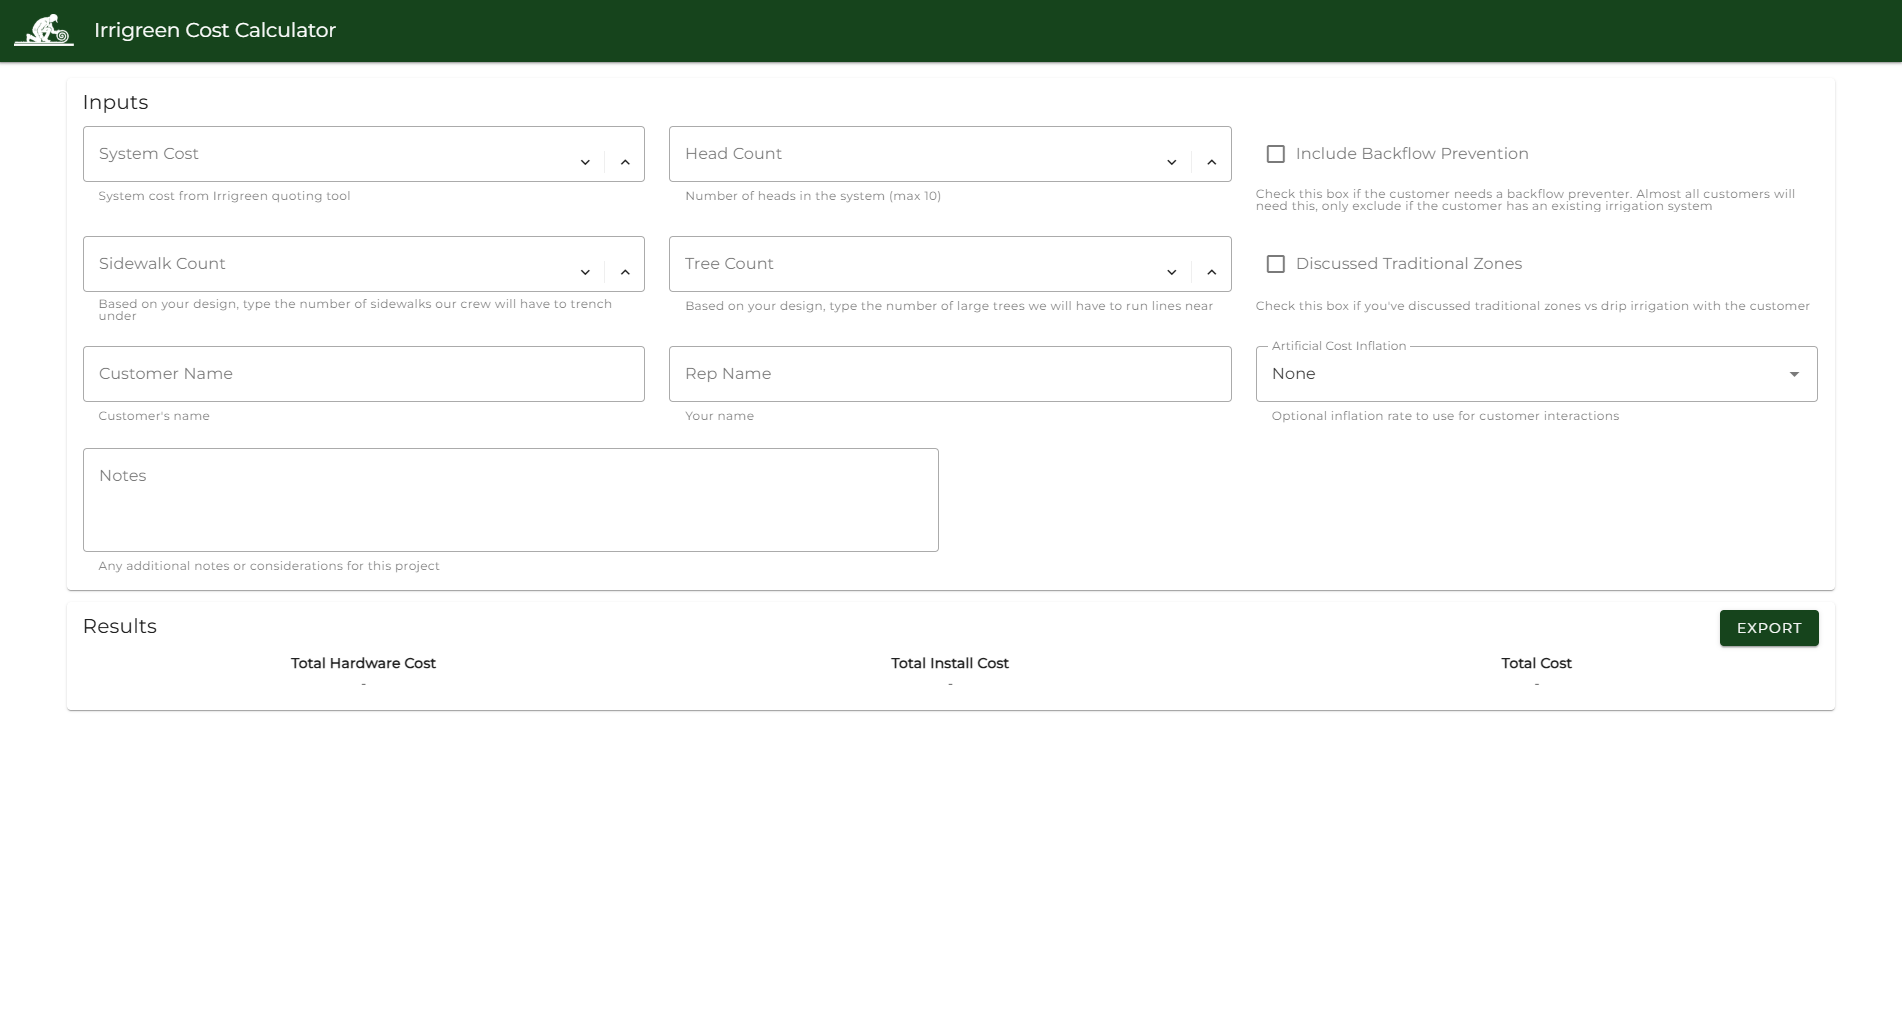 Irrigreen Cost Calculator
Inputs
System Cost
System cost from Irrigreen quoting tool
Head Count
Number of heads in the system (max 10)
Include Backflow Prevention
Check this box if the customer needs a backflow preventer. Almost all customers will
need this, only exclude if the customer has an existing irrigation system
Sidewalk Count
Based on your design, type the number of sidewalks our crew will have to trench
under
Tree Count
Based on your design, type the number of large trees we will have to run lines near
Discussed Traditional Zones
Check this box if you've discussed traditional zones vs drip irrigation with the customer
Customer Name
Customer's name
Rep Name
Your name
Artificial Cost Inflation
None
Optional inflation rate to use for customer interactions
Notes
Any additional notes or considerations for this project
Results
EXPORT
Total Hardware Cost
-
Total Install Cost
-
Total Cost
-